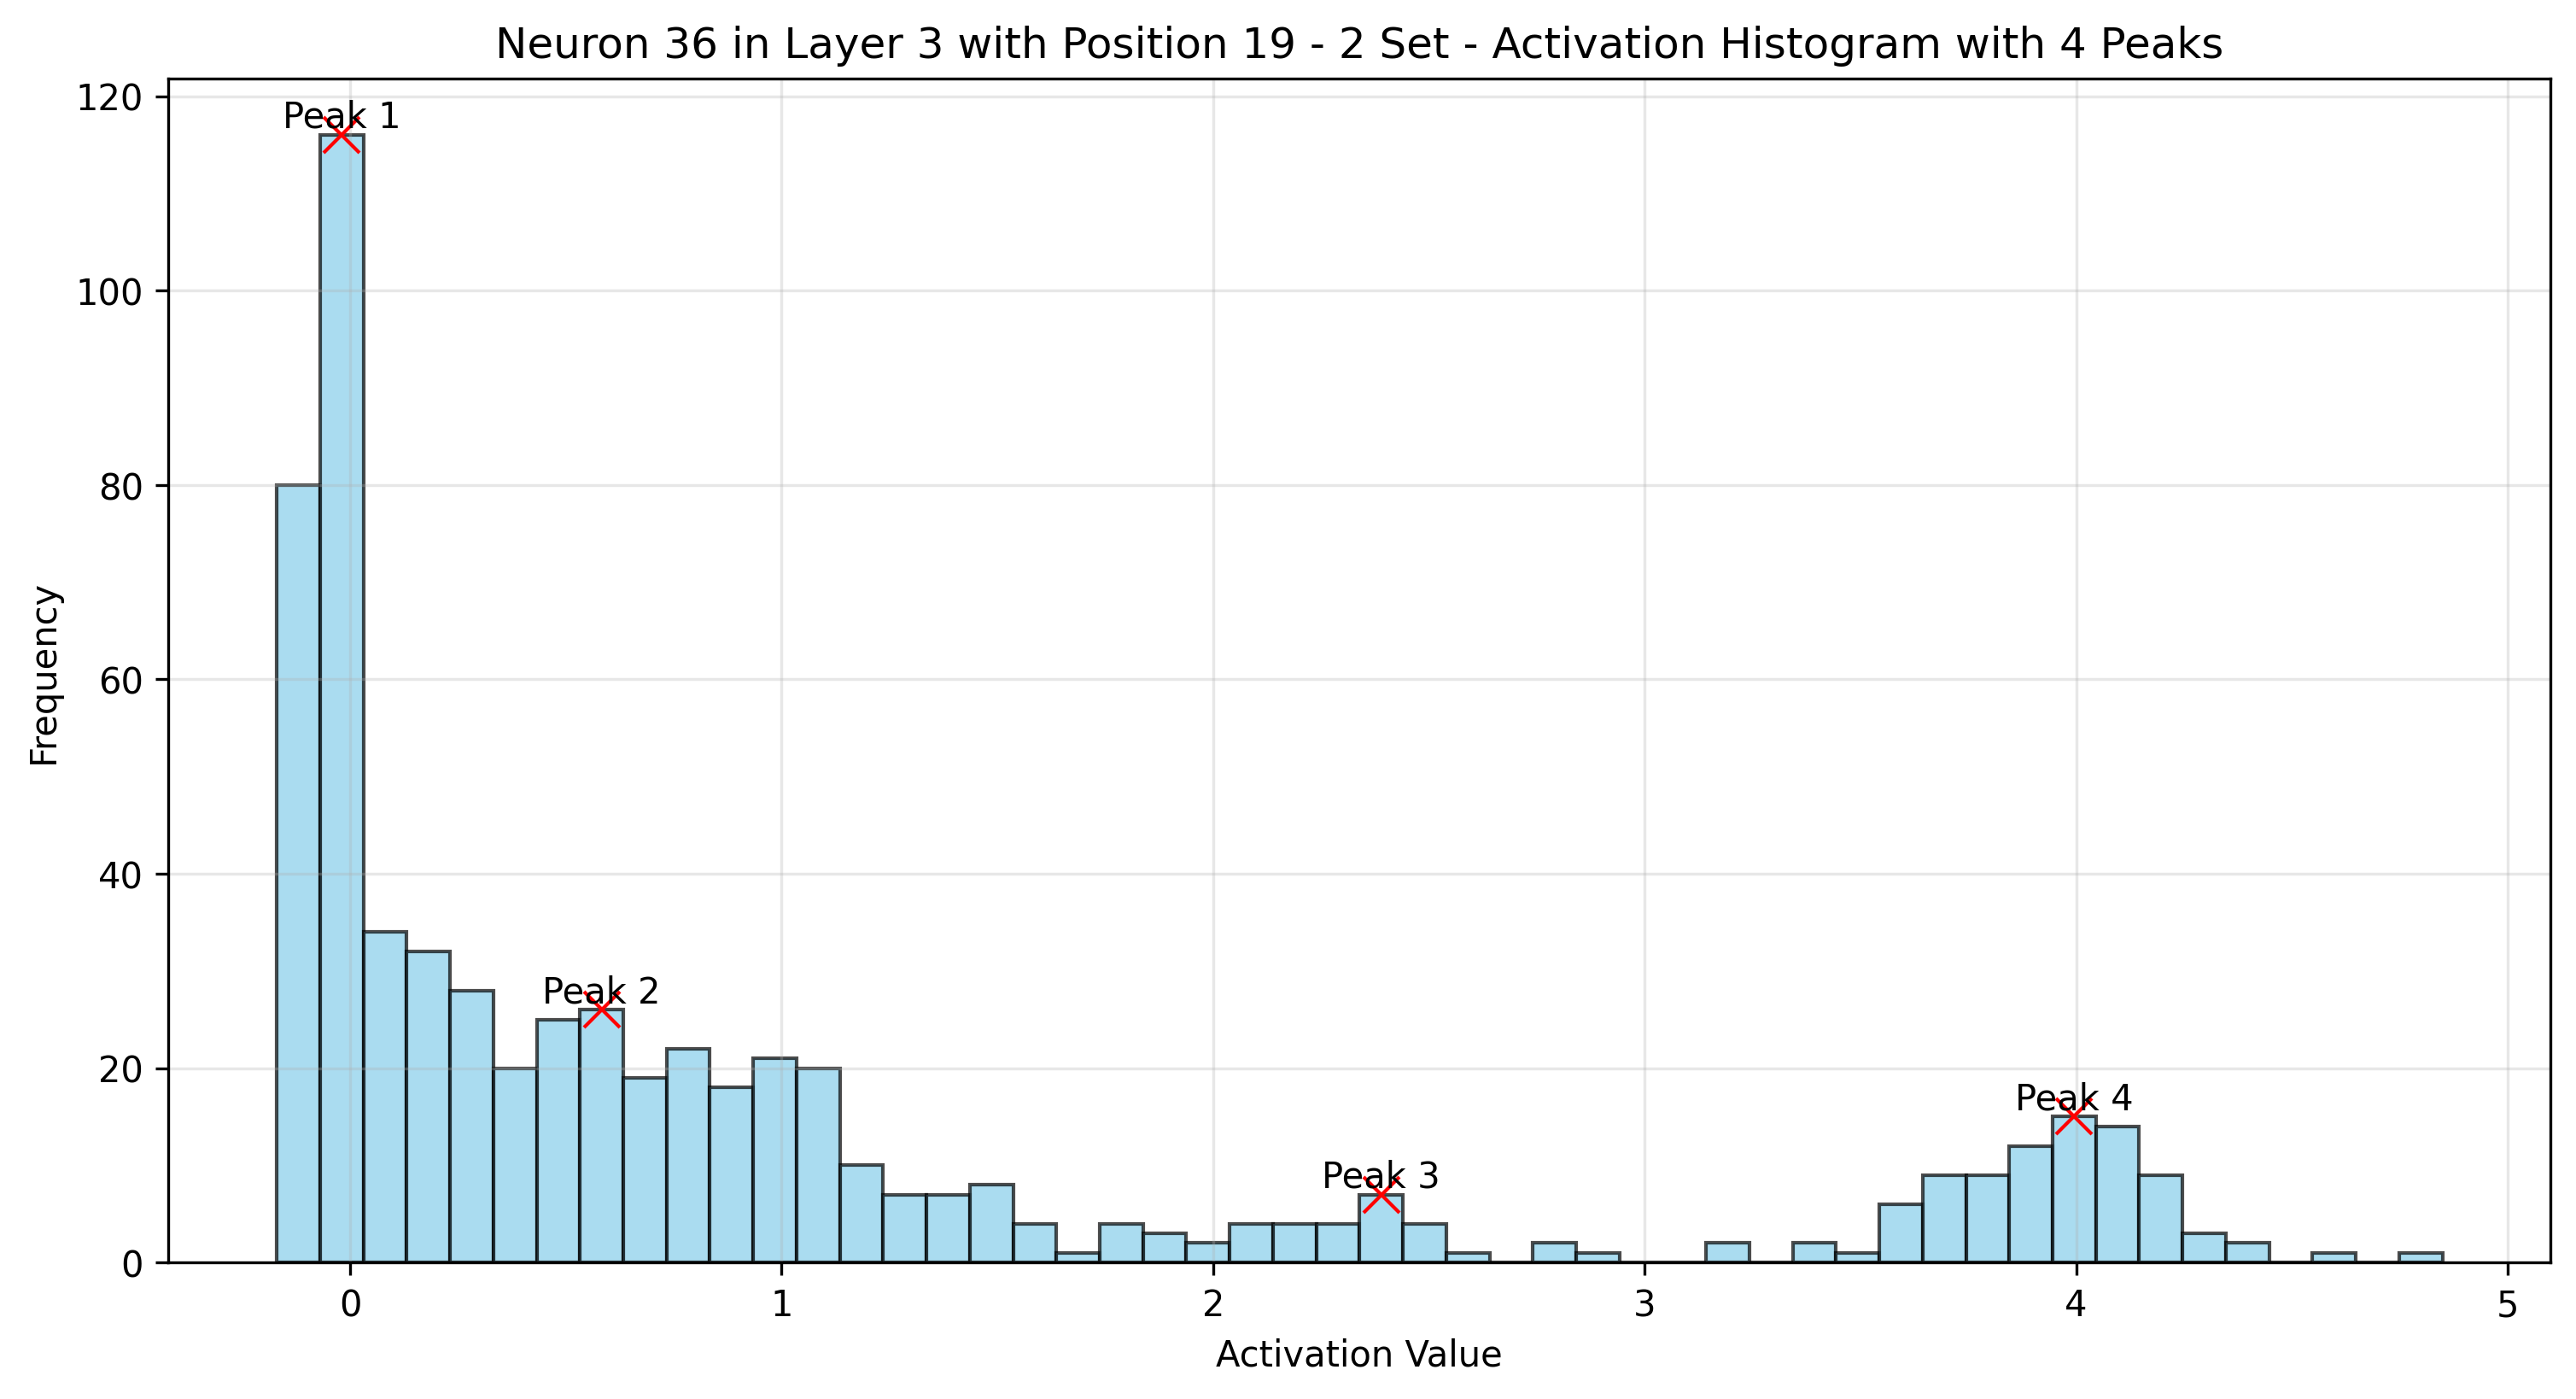 Neuron 36 in Layer 3 with Position 19 - 2 Set - Activation Histogram with 4 Peaks
120
100
80
60
40
20
0
Frequency
Peak 1
Peak 2
Peak 3
Peak 4
0 1 2 3 4 5
Activation Value